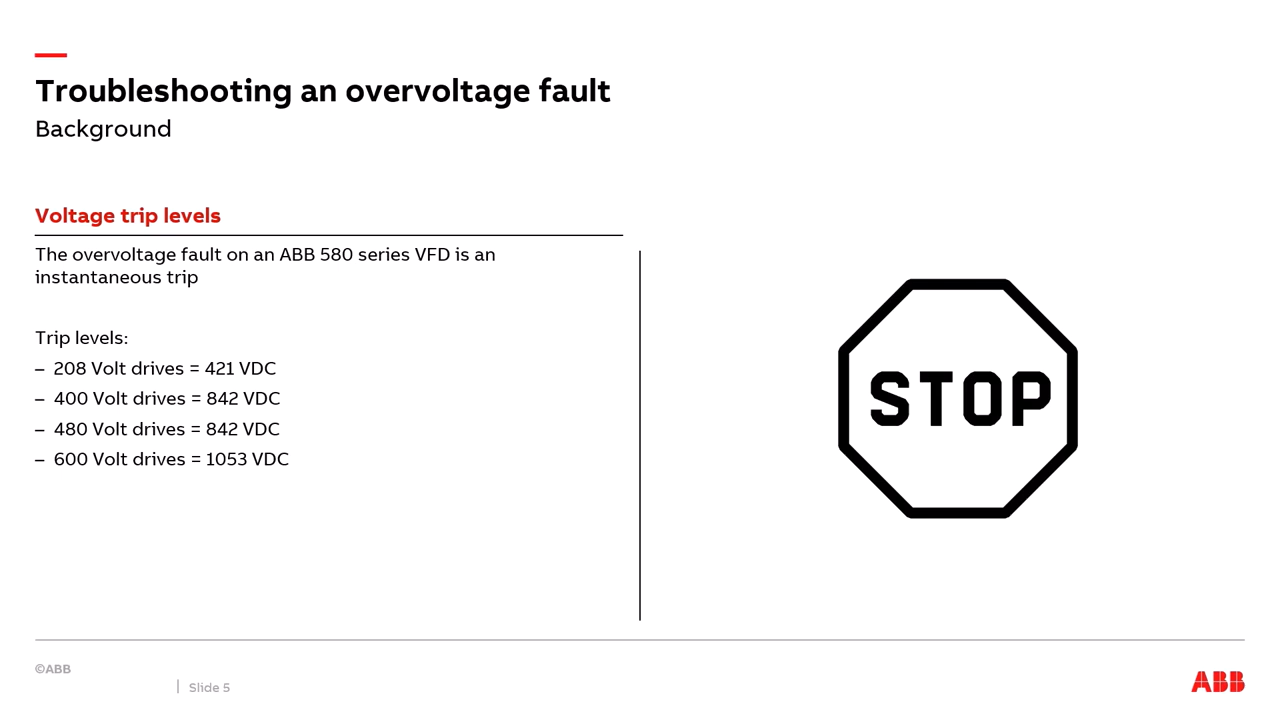 Troubleshooting an overvoltage fault
Background
Voltage trip levels
The overvoltage fault on an ABB 580 series VFD is an
instantaneous trip
Trip levels:
– 208 Volt drives = 421 VDC
– 400 Volt drives = 842 VDC
– 480 Volt drives = 842 VDC
– 600 Volt drives = 1053 VDC
STOP
©ABB
Slide 5
ABB